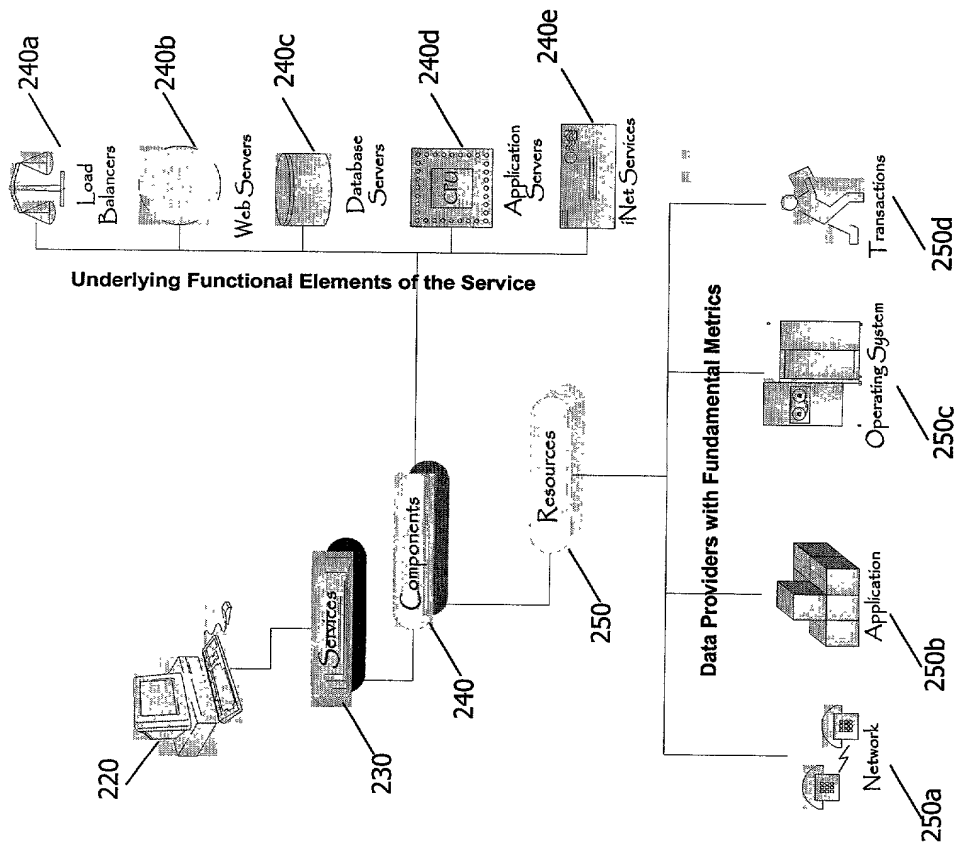 220
Services
230
Components
240
Resources
250
Underlying Functional Elements of the Service
Load
Balancers
240a
Web Servers
240b
Database
Servers
240c
CPU
Application
Servers
240d
iNet Services
240e
Data Providers with Fundamental Metrics
Network
250a
Application
250b
Operating System
250c
Transactions
250d